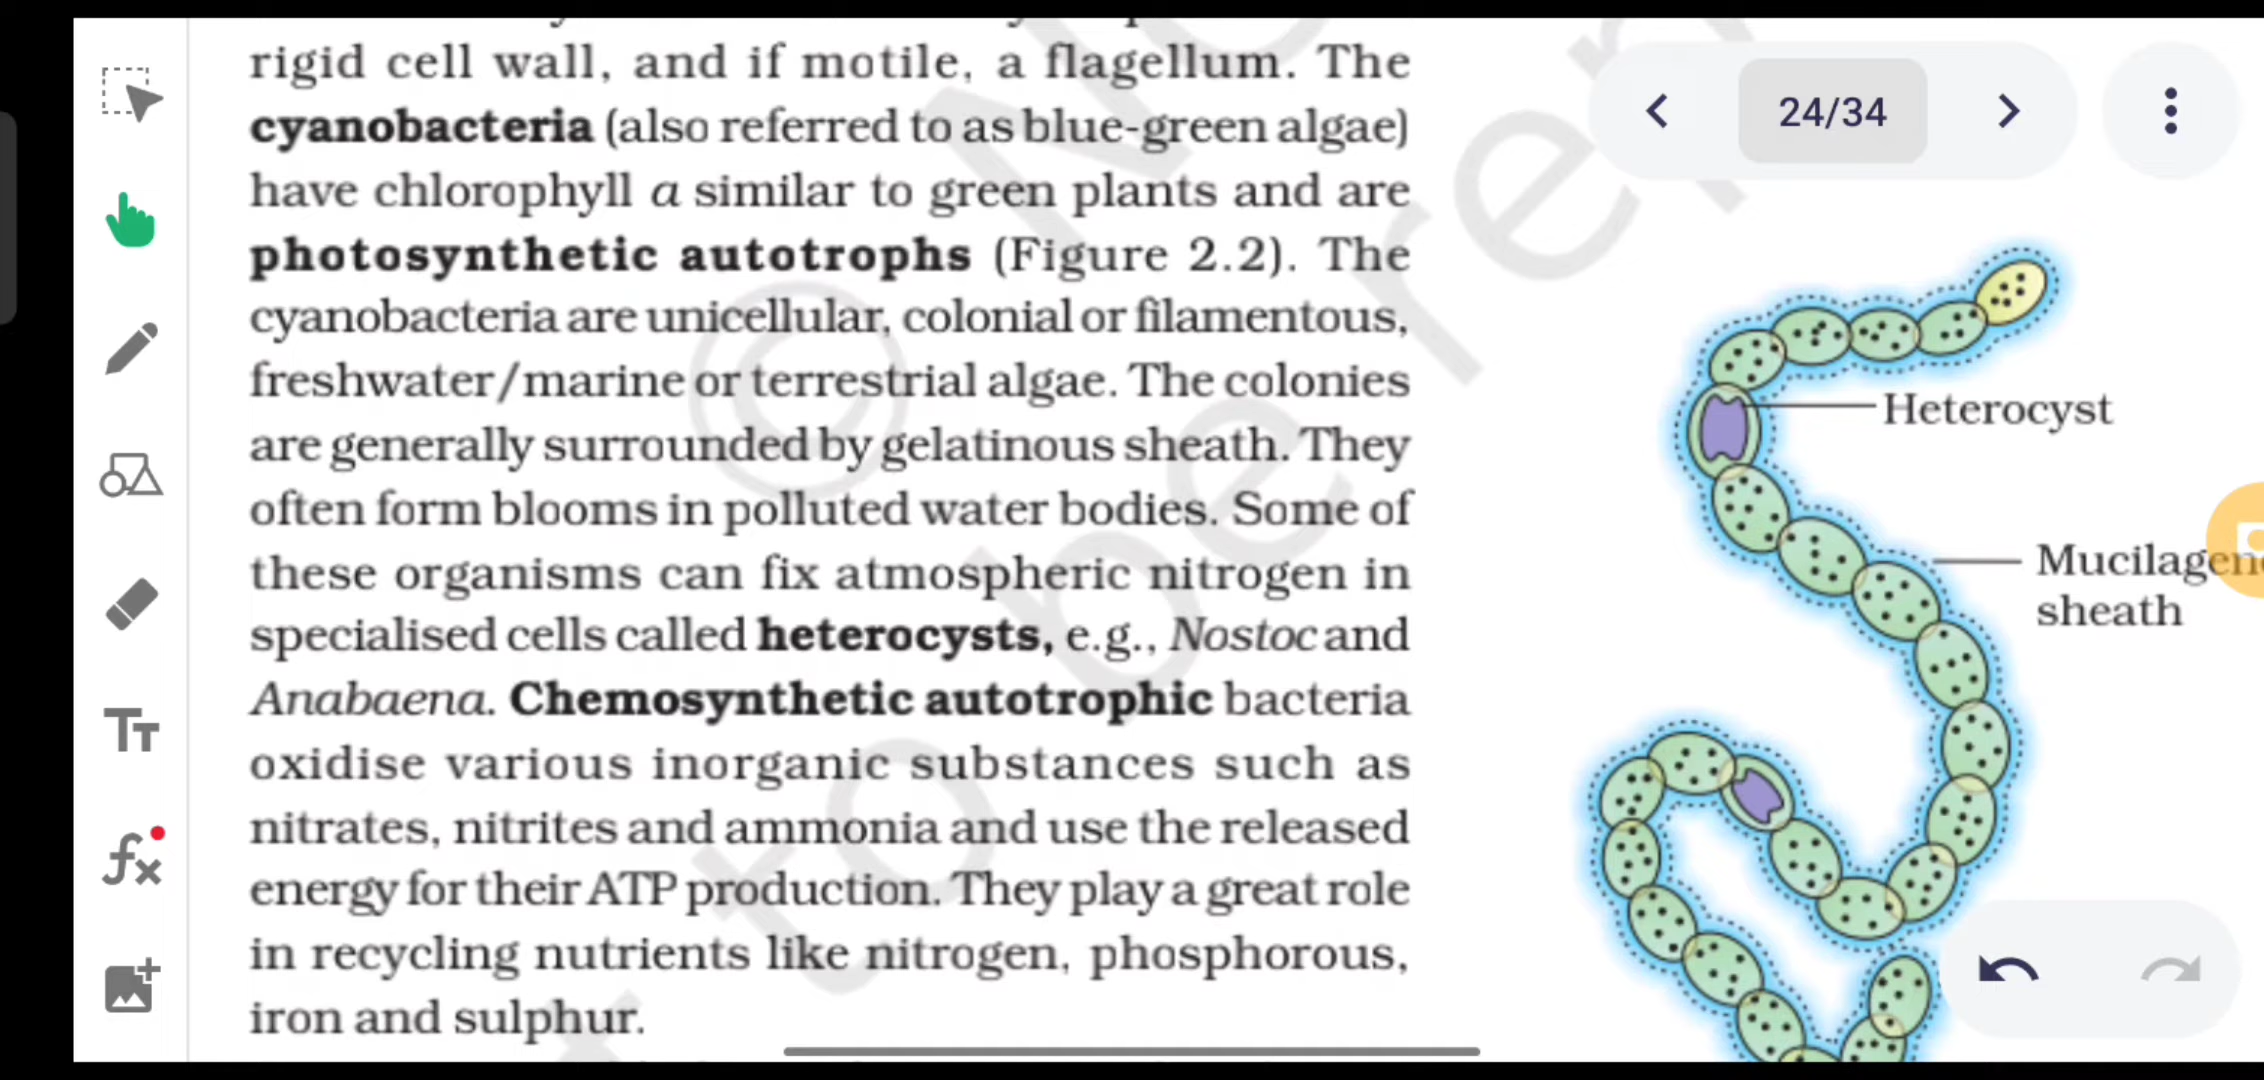 rigid cell wall, and if motile, a flagellum. The
cyanobacteria (also referred to as blue-green algae)
have chlorophyll a similar to green plants and are
photosynthetic autotrophs (Figure 2.2). The
cyanobacteria are unicellular, colonial or filamentous,
freshwater/marine or terrestrial algae. The colonies
are generally surrounded by gelatinous sheath. They
often form blooms in polluted water bodies. Some of
these organisms can fix atmospheric nitrogen in
specialised cells called heterocysts, e.g., Nostoc and
Anabaena. Chemosynthetic autotrophic bacteria
oxidise various inorganic substances such as
nitrates, nitrites and ammonia and use the released
energy for their ATP production. They play a great role
in recycling nutrients like nitrogen, phosphorous,
iron and sulphur.
24/34
Heterocyst
sheath
Tт
fx
© 
to be